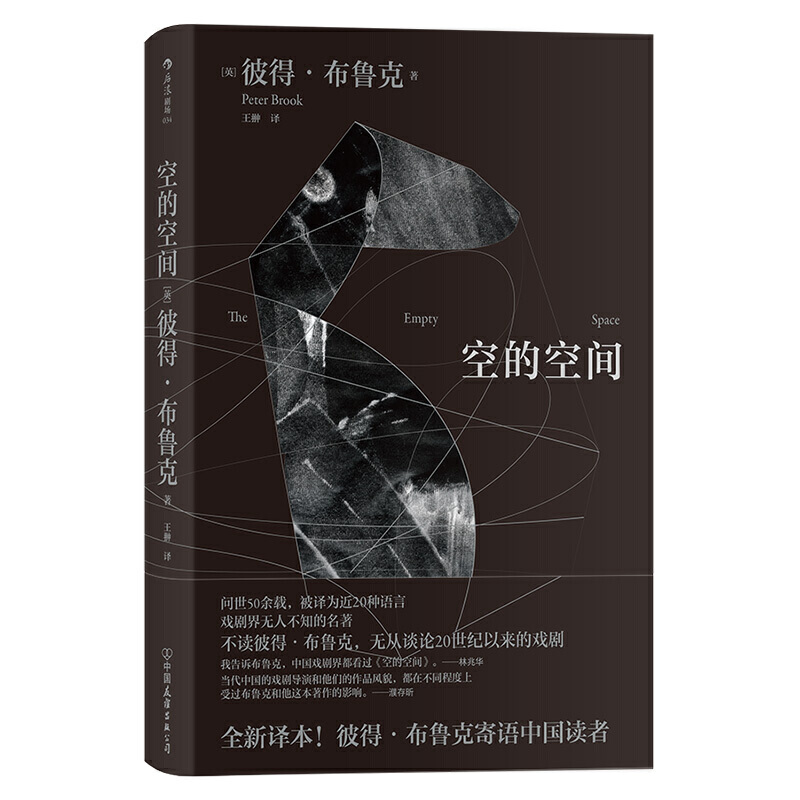 后浪剧场
034
空的空间
[英]彼得·布鲁克 著
王翀 译
中国友谊出版公司
[英] 彼得·布鲁克 著
Peter Brook
王翀 译
The Empty Space
空的空间
问世50余载，被译为近20种语言
戏剧界无人不知的名著
不读彼得·布鲁克，无从谈论20世纪以来的戏剧
我告诉布鲁克，中国戏剧界都看过《空的空间》。——林兆华
当代中国的戏剧导演和他们的作品风貌，都在不同程度上
受过布鲁克和他这本著作的影响。——濮存昕
全新译本！彼得·布鲁克寄语中国读者